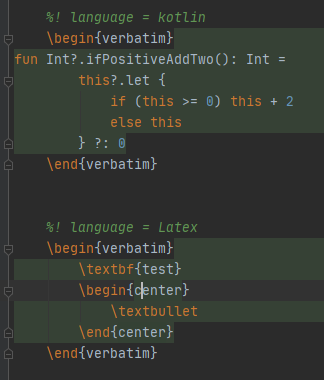 %! language = kotlin
\begin{verbatim}
fun Int?.ifPositiveAddTwo(): Int =
this?.let {
if (this >= 0) this + 2
else this
} ?: 0
\end{verbatim}
%! language = Latex
\begin{verbatim}
\textbf{test}
\begin{center}
\textbullet
\end{center}
\end{verbatim}